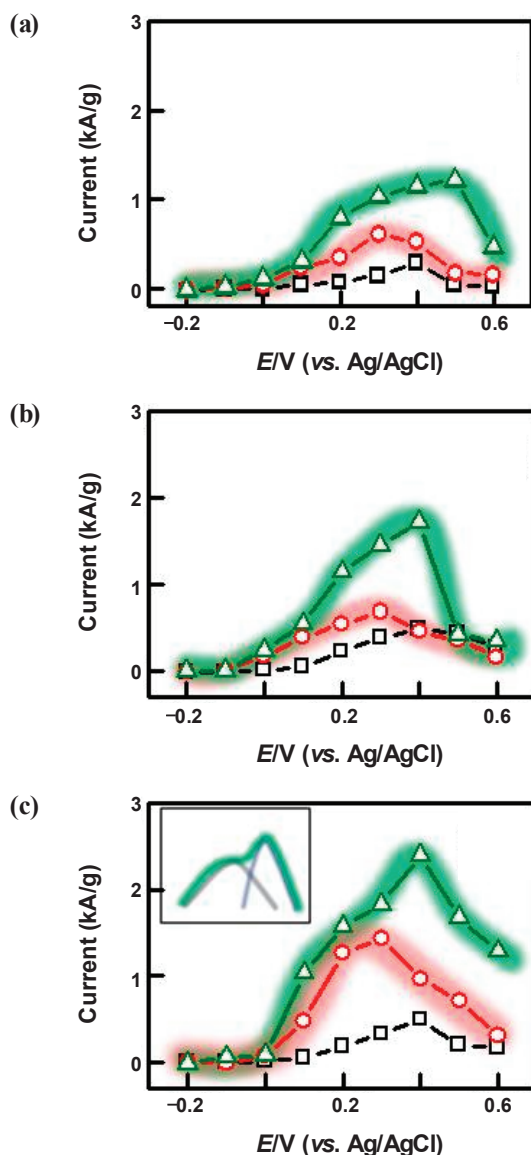 (a)
3
2
1
0
Current (kA/g)
−0.2
0.2
0.6
E/V (vs. Ag/AgCl)
(b)
3
2
1
0
Current (kA/g)
−0.2
0.2
0.6
E/V (vs. Ag/AgCl)
(c)
3
2
1
0
Current (kA/g)
−0.2
0.2
0.6
E/V (vs. Ag/AgCl)